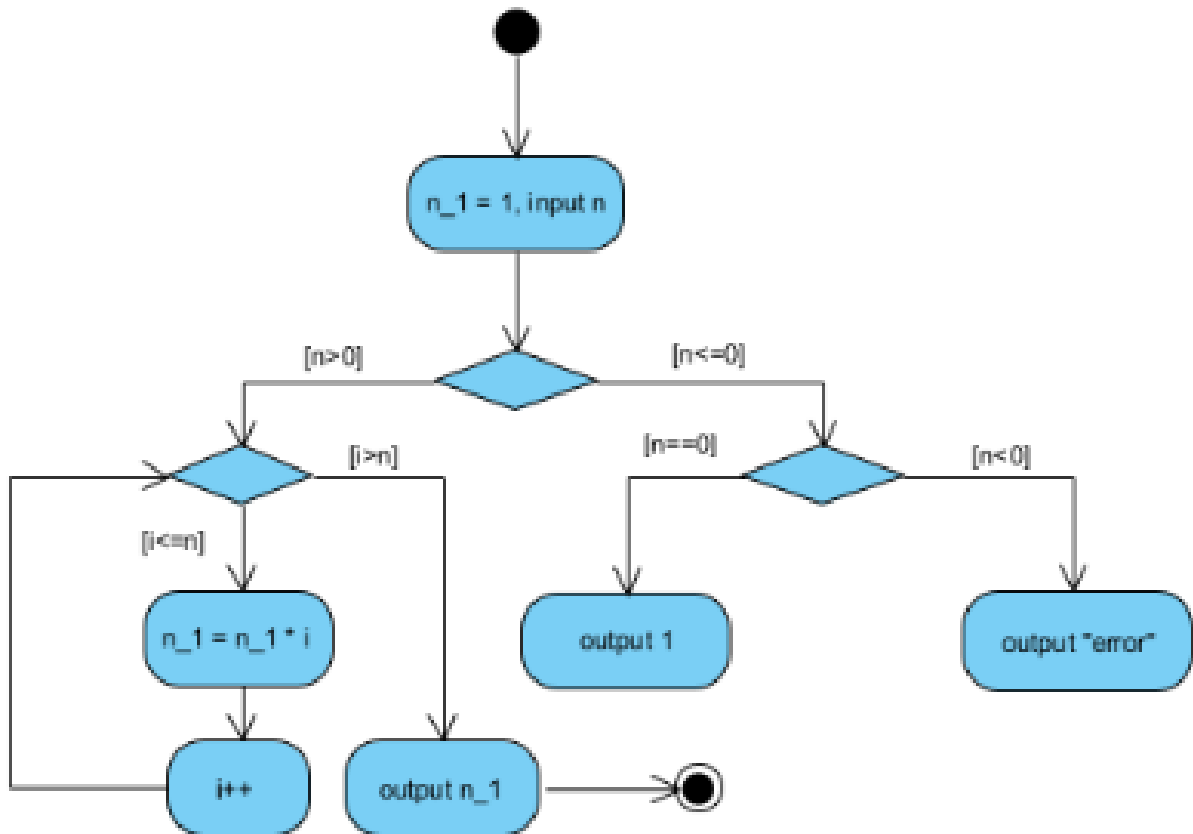 n_1 = 1, input n
[n>0]
[n<=0]
[i>n]
[n==0]
[n<0]
[i<=n]
n_1 = n_1 * i
output 1
output "error"
i++
output n_1